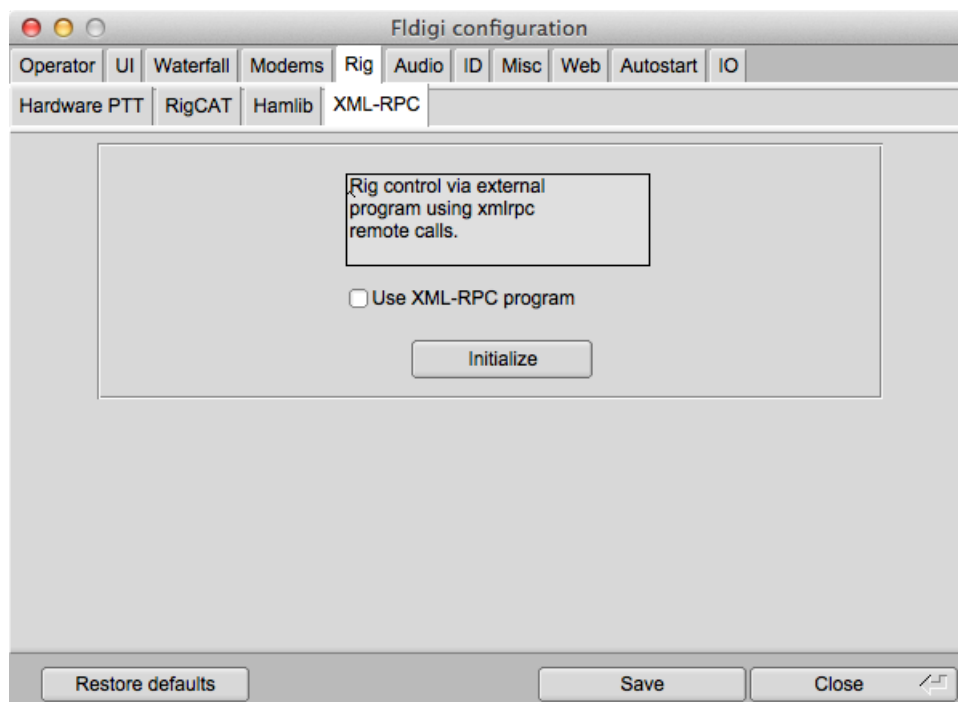 Fldigi configuration
Operator UI Waterfall Modems Rig Audio ID Misc Web Autostart IO
Hardware PTT RigCAT Hamlib XML-RPC
Rig control via external
program using xmlrpc
remote calls.
Use XML-RPC program
Initialize
Restore defaults Save Close